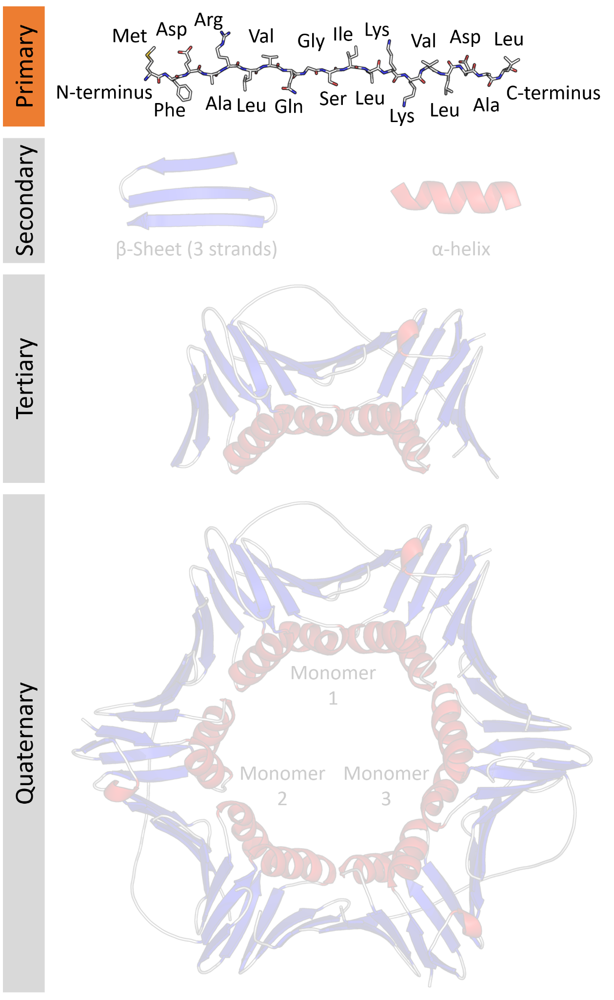 Primary
Met Asp Arg Val Gly Ile Lys Val Asp Leu
N-terminus C-terminus
Phe Ala Leu Gln Ser Leu Lys Leu Ala
Secondary
β-Sheet (3 strands) α-helix
Tertiary
Quaternary
Monomer
1
Monomer Monomer
2 3